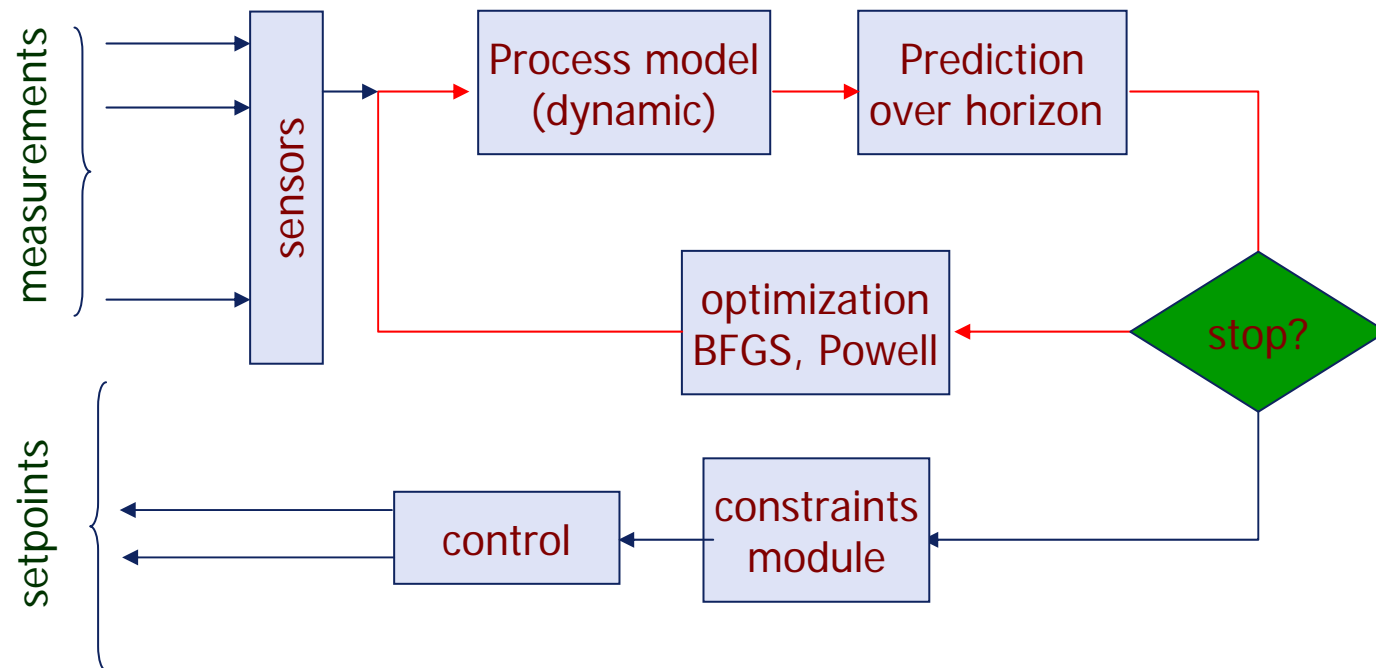 measurements
sensors
Process model
(dynamic)
Prediction
over horizon
optimization
BFGS, Powell
stop?
setpoints
control
constraints
module